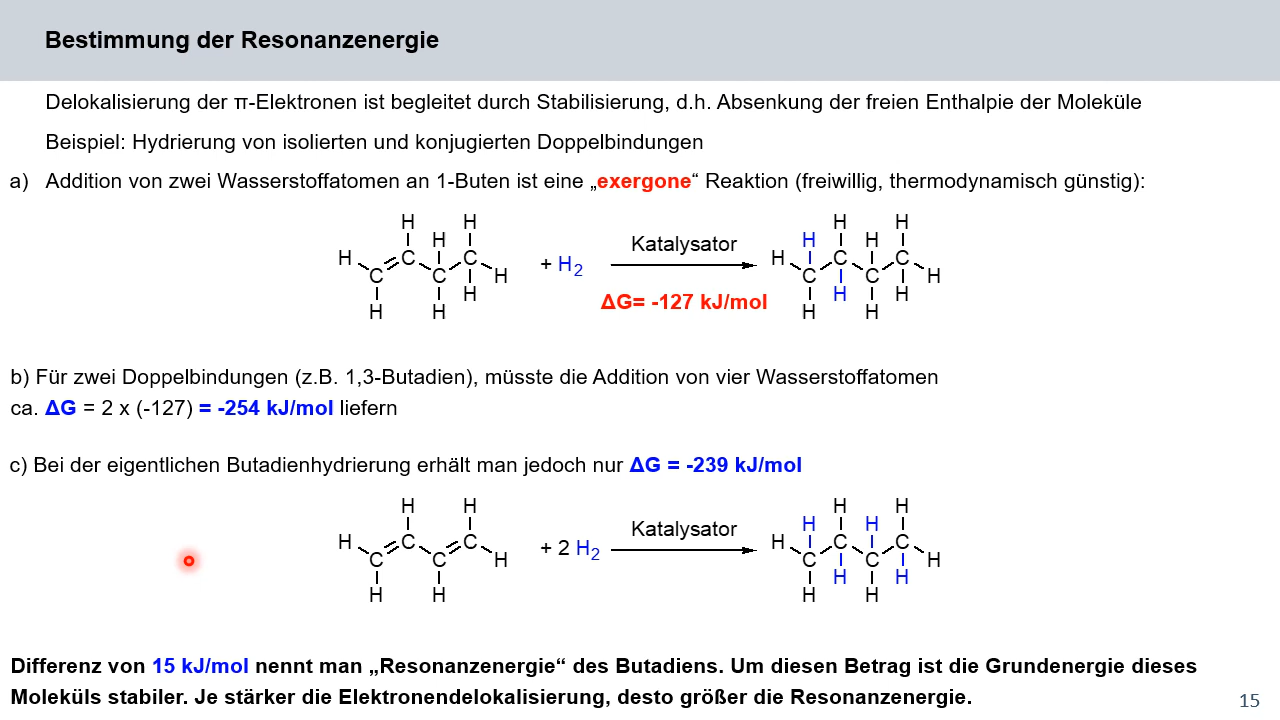 Bestimmung der Resonanzenergie
Delokalisierung der π-Elektronen ist begleitet durch Stabilisierung, d.h. Absenkung der freien Enthalpie der Moleküle
Beispiel: Hydrierung von isolierten und konjugierten Doppelbindungen
a) Addition von zwei Wasserstoffatomen an 1-Buten ist eine „exergone“ Reaktion (freiwillig, thermodynamisch günstig):
H H H H
H H H
H C C + H₂ Katalysator H C C
C C H C C H
H H
H H H H
ΔG= -127 kJ/mol
b) Für zwei Doppelbindungen (z.B. 1,3-Butadien), müsste die Addition von vier Wasserstoffatomen
ca. ΔG = 2 x (-127) = -254 kJ/mol liefern
c) Bei der eigentlichen Butadienhydrierung erhält man jedoch nur ΔG = -239 kJ/mol
H H H H
H H
H C C + 2 H₂ Katalysator H C C
C C H C C H
H H
H H H H
Differenz von 15 kJ/mol nennt man „Resonanzenergie“ des Butadiens. Um diesen Betrag ist die Grundenergie dieses
Moleküls stabiler. Je stärker die Elektronendelokalisierung, desto größer die Resonanzenergie.
15